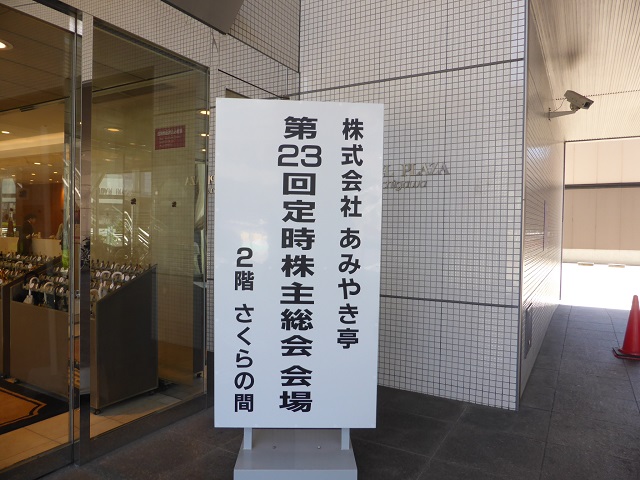 株式会社 あみやき亭
第23回定時株主総会会場
2階 さくらの間
PLAZA